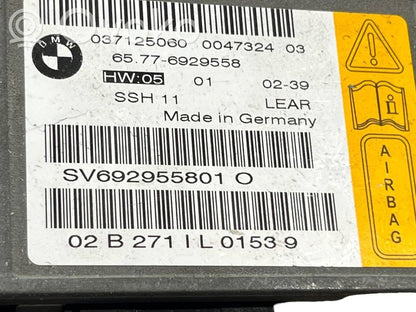 BMW
037125060 0047324 03
65.77-6929558
HW:05 01 02-39
SSH 11 LEAR
Made in Germany
SV692955801 O
02 B 271 I L 0153 9
AIRBAG